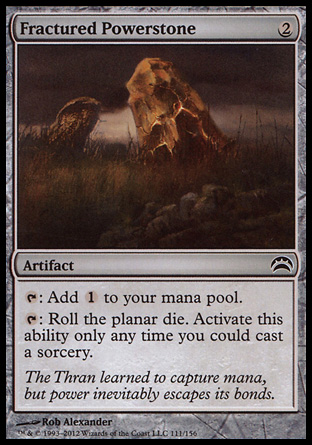 Fractured Powerstone 2
Artifact
: Add 1 to your mana pool.
: Roll the planar die. Activate this
ability only any time you could cast
a sorcery.
The Thran learned to capture mana,
but power inevitably escapes its bonds.
Rob Alexander
™ & © 1993–2012 Wizards of the Coast LLC 111/156